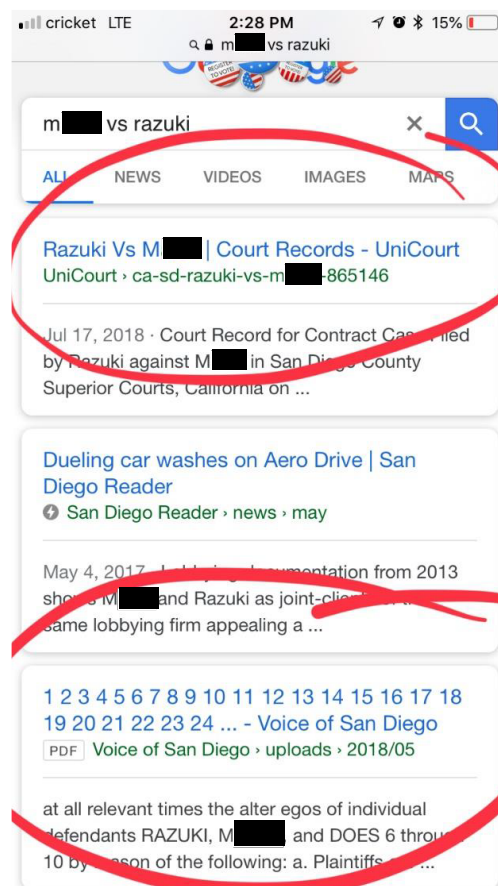 cricket LTE 2:28 PM 15%
m vs razuki
REGISTER TO VOTE!
m vs razuki
ALL NEWS VIDEOS IMAGES MAPS
Razuki Vs M | Court Records - UniCourt
UniCourt › ca-sd-razuki-vs-m -865146
Jul 17, 2018 · Court Record for Contract Case Filed
by Razuki against M in San Diego County
Superior Courts, California on ...
Dueling car washes on Aero Drive | San
Diego Reader
San Diego Reader › news › may
May 4, 2017 · Lobbying documentation from 2013
shows M and Razuki as joint-clients of
same lobbying firm appealing a ...
1 2 3 4 5 6 7 8 9 10 11 12 13 14 15 16 17 18
19 20 21 22 23 24 ... - Voice of San Diego
PDF Voice of San Diego › uploads › 2018/05
at all relevant times the alter egos of individual
defendants RAZUKI, M , and DOES 6 through
10 by reason of the following: a. Plaintiffs ...